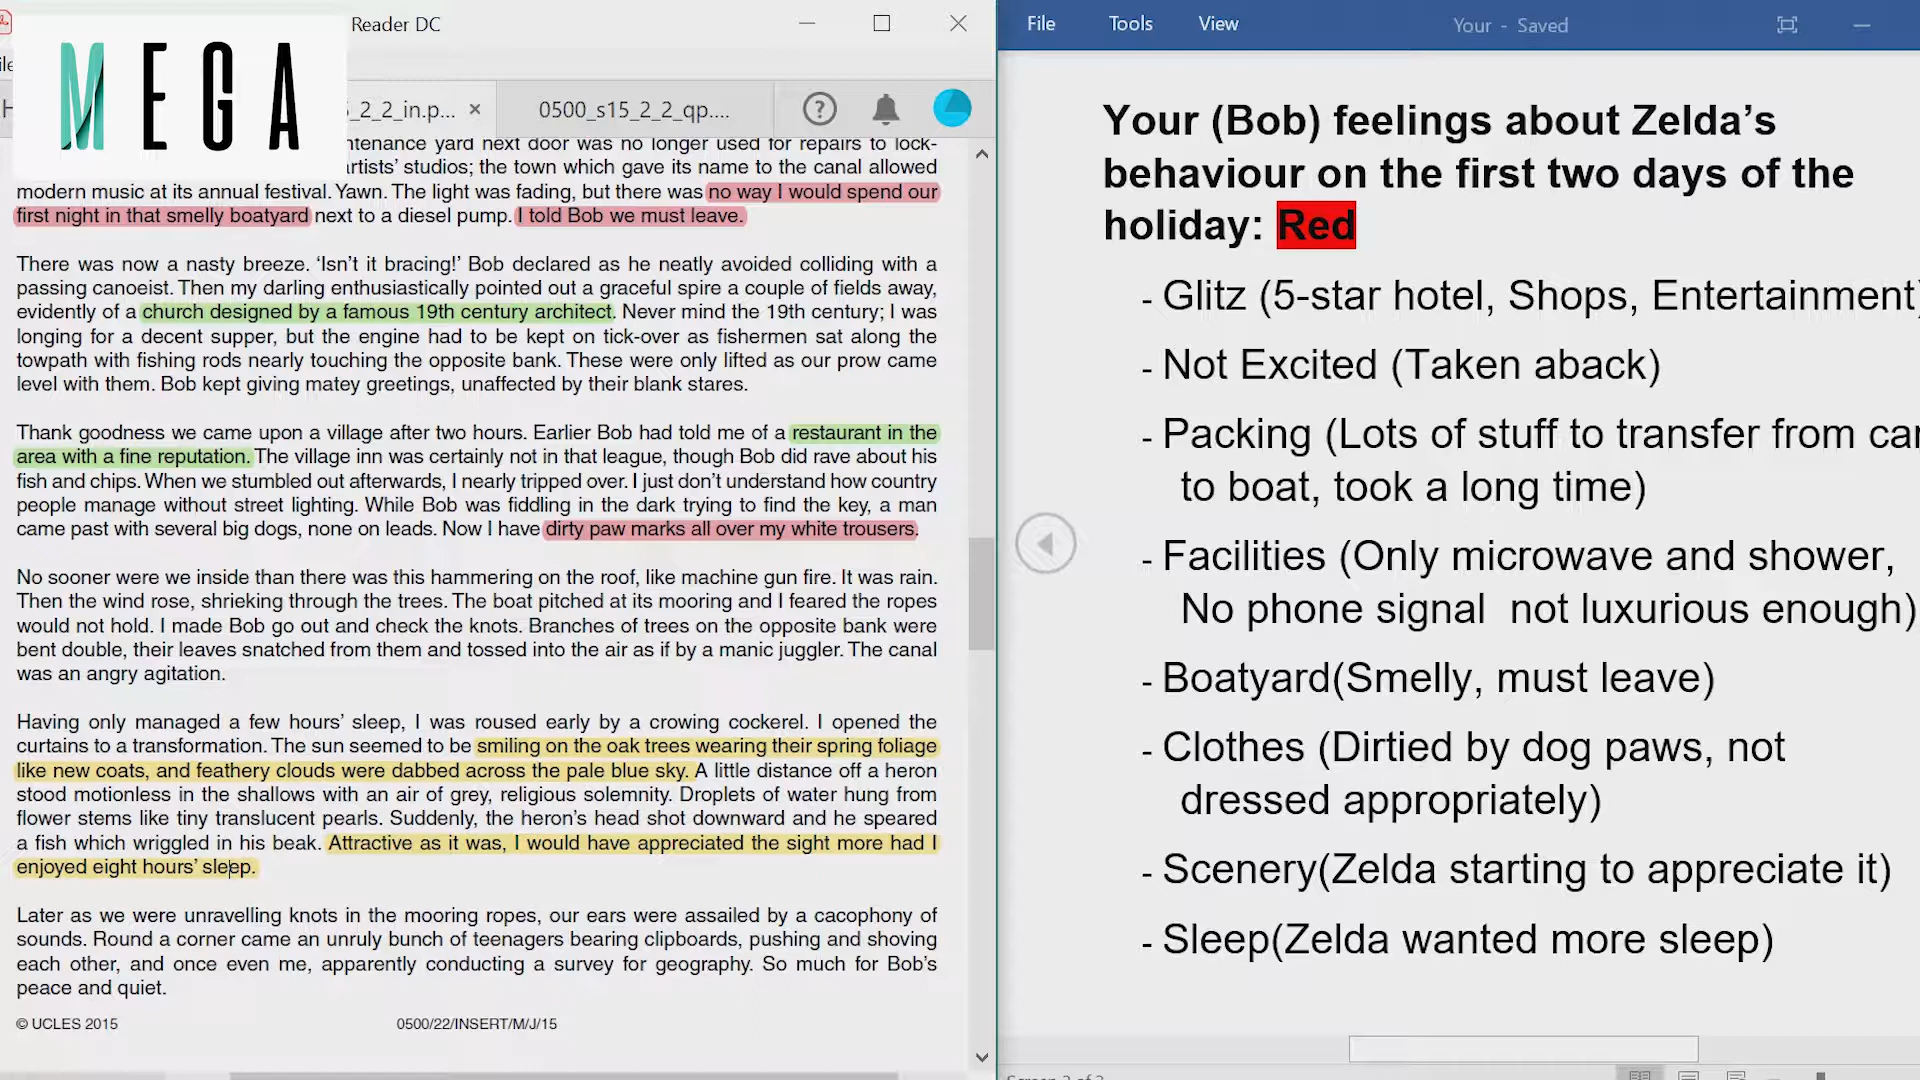 MEGA
Reader DC
ile
5_2_2_in.p... ×
0500_s15_2_2_qp....
ntenance yard next door was no longer used for repairs to lock-
artists’ studios; the town which gave its name to the canal allowed
modern music at its annual festival. Yawn. The light was fading, but there was no way I would spend our
first night in that smelly boatyard next to a diesel pump. I told Bob we must leave.
There was now a nasty breeze. ‘Isn’t it bracing!’ Bob declared as he neatly avoided colliding with a
passing canoeist. Then my darling enthusiastically pointed out a graceful spire a couple of fields away,
evidently of a church designed by a famous 19th century architect. Never mind the 19th century; I was
longing for a decent supper, but the engine had to be kept on tick-over as fishermen sat along the
towpath with fishing rods nearly touching the opposite bank. These were only lifted as our prow came
level with them. Bob kept giving matey greetings, unaffected by their blank stares.
Thank goodness we came upon a village after two hours. Earlier Bob had told me of a restaurant in the
area with a fine reputation. The village inn was certainly not in that league, though Bob did rave about his
fish and chips. When we stumbled out afterwards, I nearly tripped over. I just don’t understand how country
people manage without street lighting. While Bob was fiddling in the dark trying to find the key, a man
came past with several big dogs, none on leads. Now I have dirty paw marks all over my white trousers.
No sooner were we inside than there was this hammering on the roof, like machine gun fire. It was rain.
Then the wind rose, shrieking through the trees. The boat pitched at its mooring and I feared the ropes
would not hold. I made Bob go out and check the knots. Branches of trees on the opposite bank were
bent double, their leaves snatched from them and tossed into the air as if by a manic juggler. The canal
was an angry agitation.
Having only managed a few hours’ sleep, I was roused early by a crowing cockerel. I opened the
curtains to a transformation. The sun seemed to be smiling on the oak trees wearing their spring foliage
like new coats, and feathery clouds were dabbed across the pale blue sky. A little distance off a heron
stood motionless in the shallows with an air of grey, religious solemnity. Droplets of water hung from
flower stems like tiny translucent pearls. Suddenly, the heron’s head shot downward and he speared
a fish which wriggled in his beak. Attractive as it was, I would have appreciated the sight more had I
enjoyed eight hours’ sleep.
Later as we were unravelling knots in the mooring ropes, our ears were assailed by a cacophony of
sounds. Round a corner came an unruly bunch of teenagers bearing clipboards, pushing and shoving
each other, and once even me, apparently conducting a survey for geography. So much for Bob’s
peace and quiet.
© UCLES 2015 0500/22/INSERT/M/J/15
File Tools View Your - Saved
Your (Bob) feelings about Zelda’s
behaviour on the first two days of the
holiday: Red
- Glitz (5-star hotel, Shops, Entertainment)
- Not Excited (Taken aback)
- Packing (Lots of stuff to transfer from car
to boat, took a long time)
- Facilities (Only microwave and shower,
No phone signal not luxurious enough)
- Boatyard(Smelly, must leave)
- Clothes (Dirtied by dog paws, not
dressed appropriately)
- Scenery(Zelda starting to appreciate it)
- Sleep(Zelda wanted more sleep)